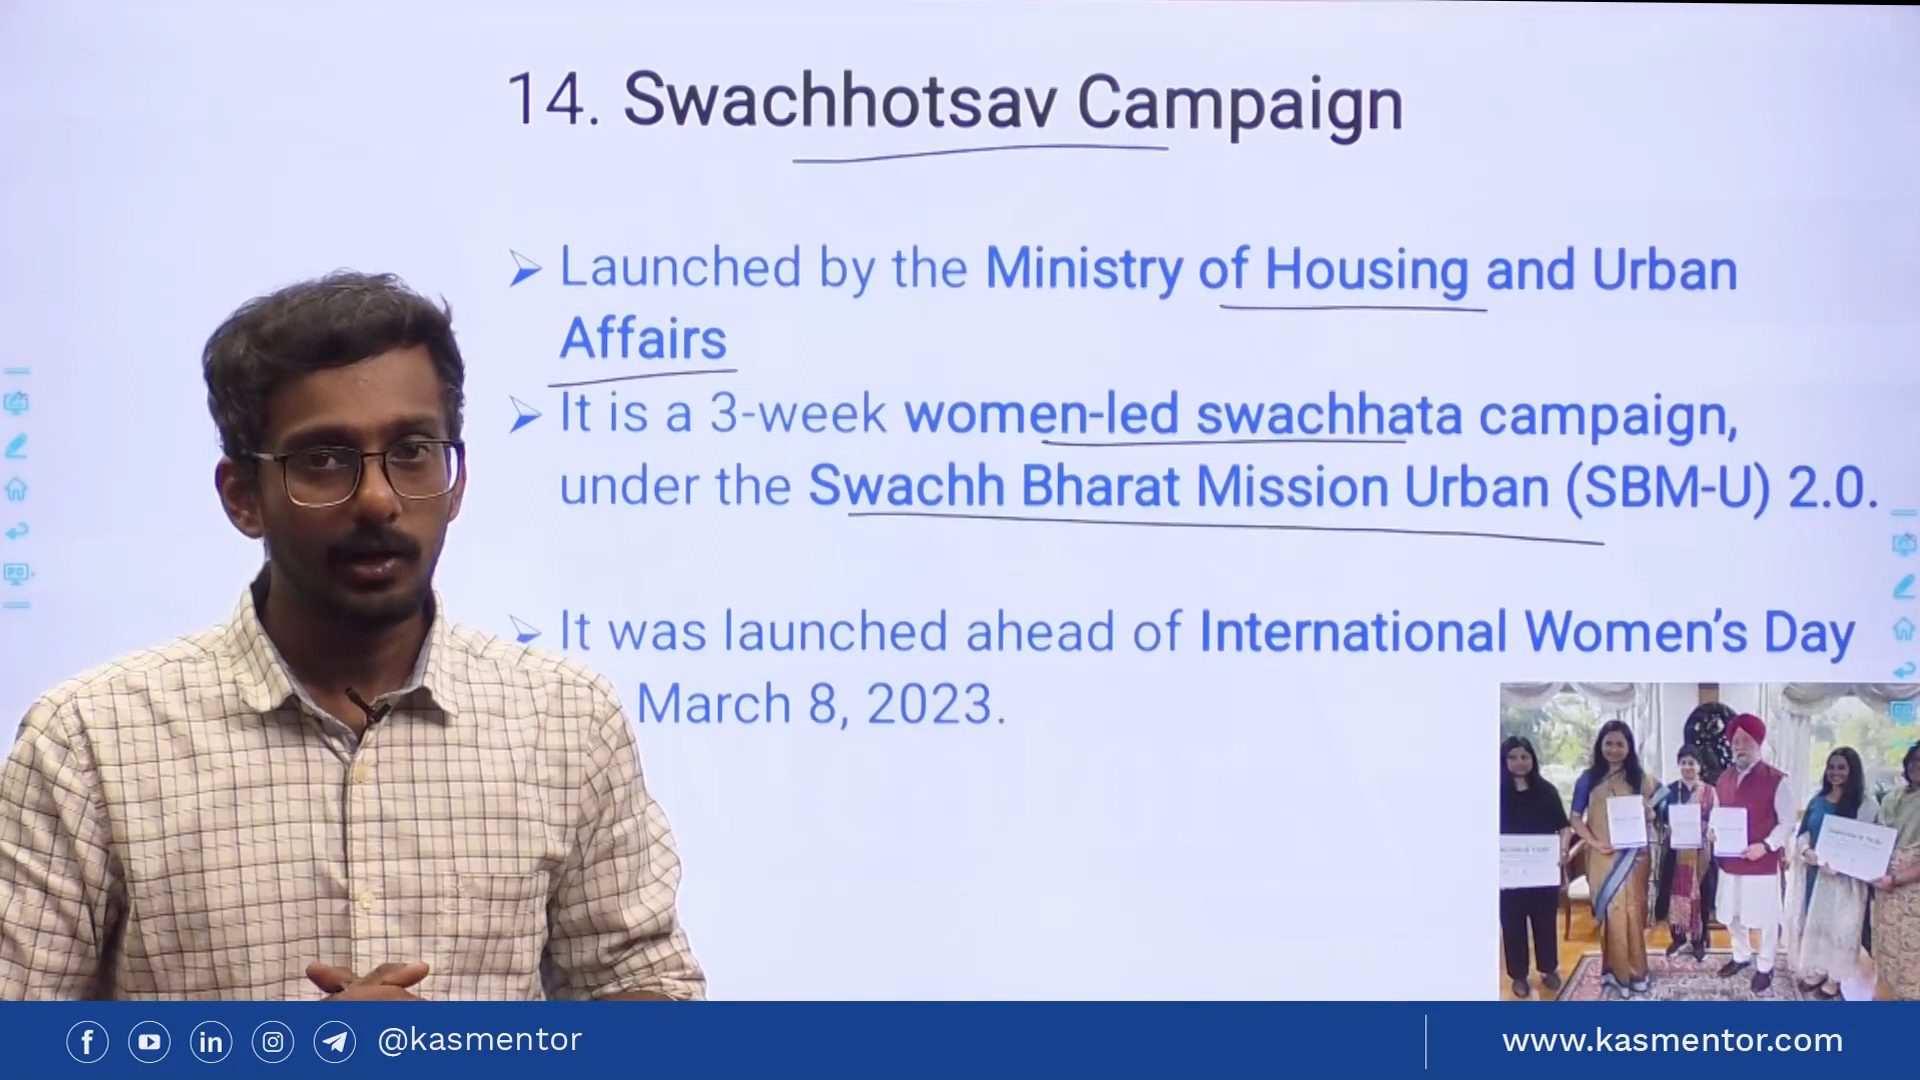 14. Swachhotsav Campaign
Launched by the Ministry of Housing and Urban
Affairs
It is a 3-week women-led swachhata campaign,
under the Swachh Bharat Mission Urban (SBM-U) 2.0.
It was launched ahead of International Women’s Day
March 8, 2023.
@kasmentor
www.kasmentor.com